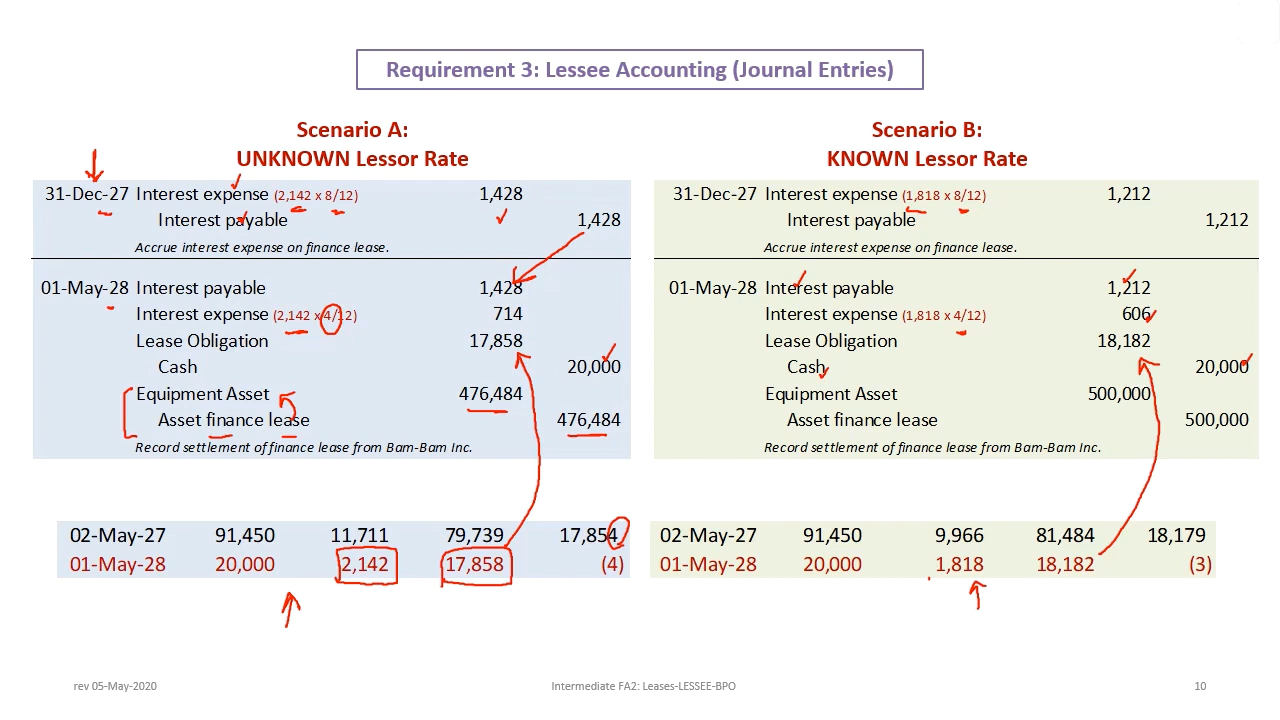 Requirement 3: Lessee Accounting (Journal Entries)
Scenario A:
UNKNOWN Lessor Rate
31-Dec-27 Interest expense (2,142 x 8/12) 1,428
Interest payable 1,428
Accrue interest expense on finance lease.
01-May-28 Interest payable 1,428
Interest expense (2,142 x 4/12) 714
Lease Obligation 17,858
Cash 20,000
Equipment Asset 476,484
Asset finance lease 476,484
Record settlement of finance lease from Bam-Bam Inc.
02-May-27 91,450 11,711 79,739 17,854
01-May-28 20,000 2,142 17,858 (4)
Scenario B:
KNOWN Lessor Rate
31-Dec-27 Interest expense (1,818 x 8/12) 1,212
Interest payable 1,212
Accrue interest expense on finance lease.
01-May-28 Interest payable 1,212
Interest expense (1,818 x 4/12) 606
Lease Obligation 18,182
Cash 20,000
Equipment Asset 500,000
Asset finance lease 500,000
Record settlement of finance lease from Bam-Bam Inc.
02-May-27 91,450 9,966 81,484 18,179
01-May-28 20,000 1,818 18,182 (3)
rev 05-May-2020 Intermediate FA2: Leases-LESSEE-BPO 10